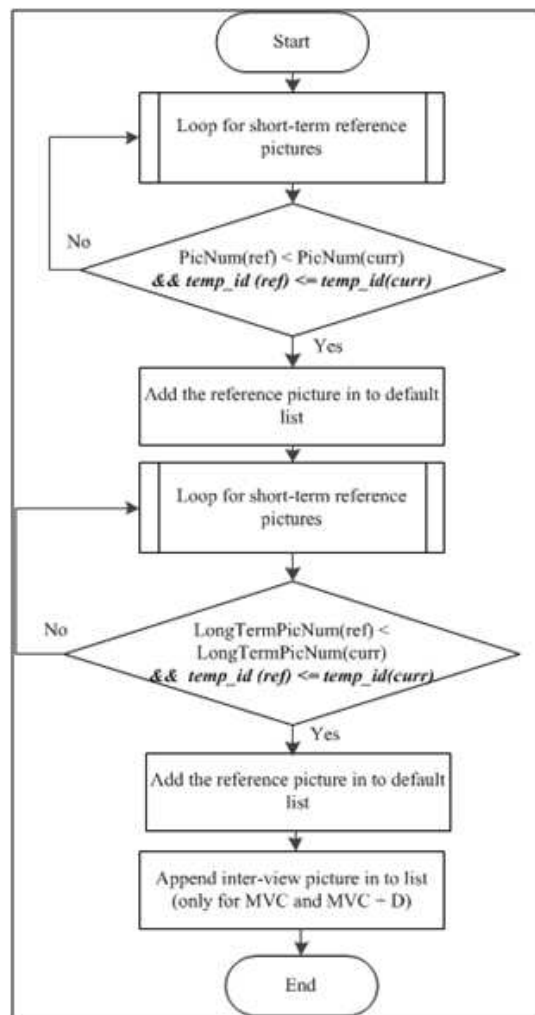 Start
Loop for short-term reference
pictures
No
PicNum(ref) < PicNum(curr)
&& temp_id (ref) <= temp_id(curr)
Yes
Add the reference picture in to default
list
Loop for short-term reference
pictures
No
LongTermPicNum(ref) <
LongTermPicNum(curr)
&& temp_id (ref) <= temp_id(curr)
Yes
Add the reference picture in to default
list
Append inter-view picture in to list
(only for MVC and MVC + D)
End